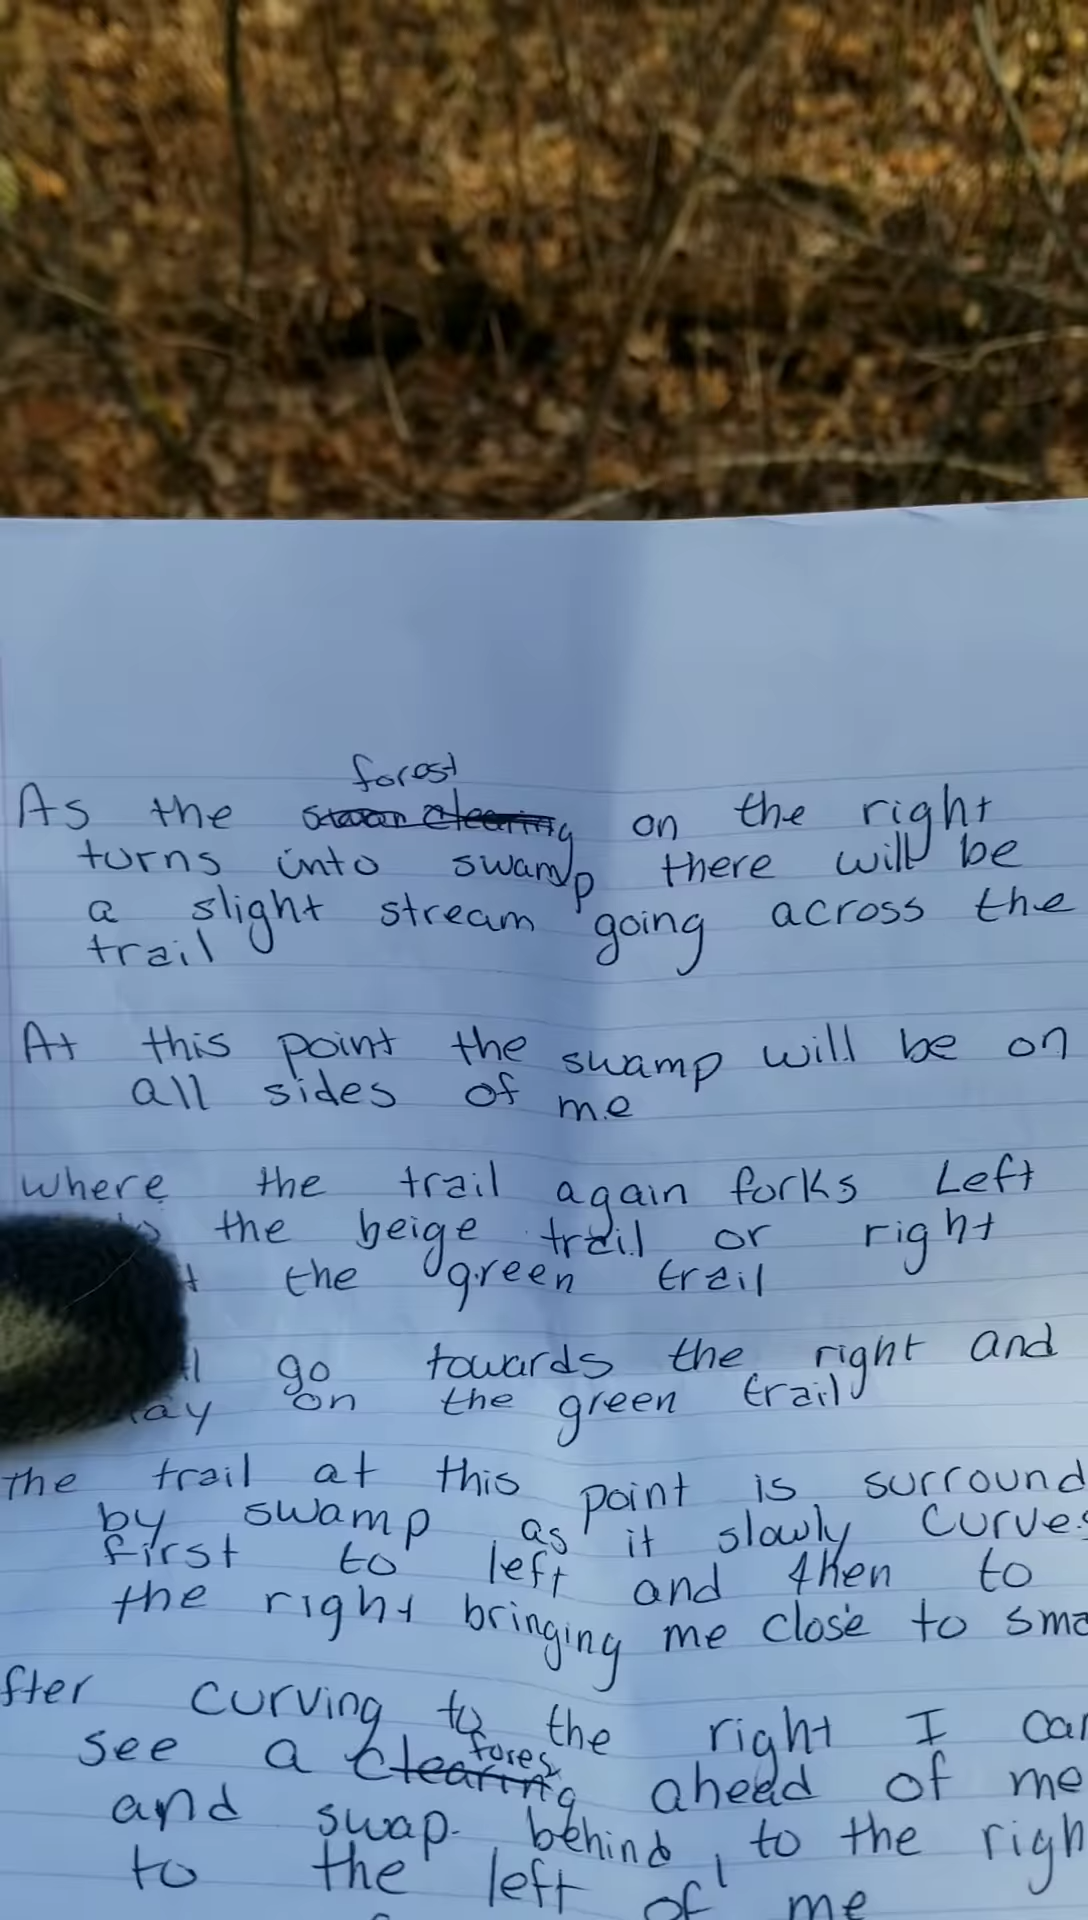 forest
As the clearing on the right
turns into swamp there will be
a slight stream going across the
trail
At this point the swamp will be on
all sides of me
where the trail again forks Left
the beige trail or right
the green trail
go towards the right and
on the green trail
the trail at this point is surround
by swamp as it slowly curves
first to left and then to
the right bringing me close to sma
fter curving to the right I can
fores
see a clearing ahead of me
and swap behind, to the righ
to the left of me